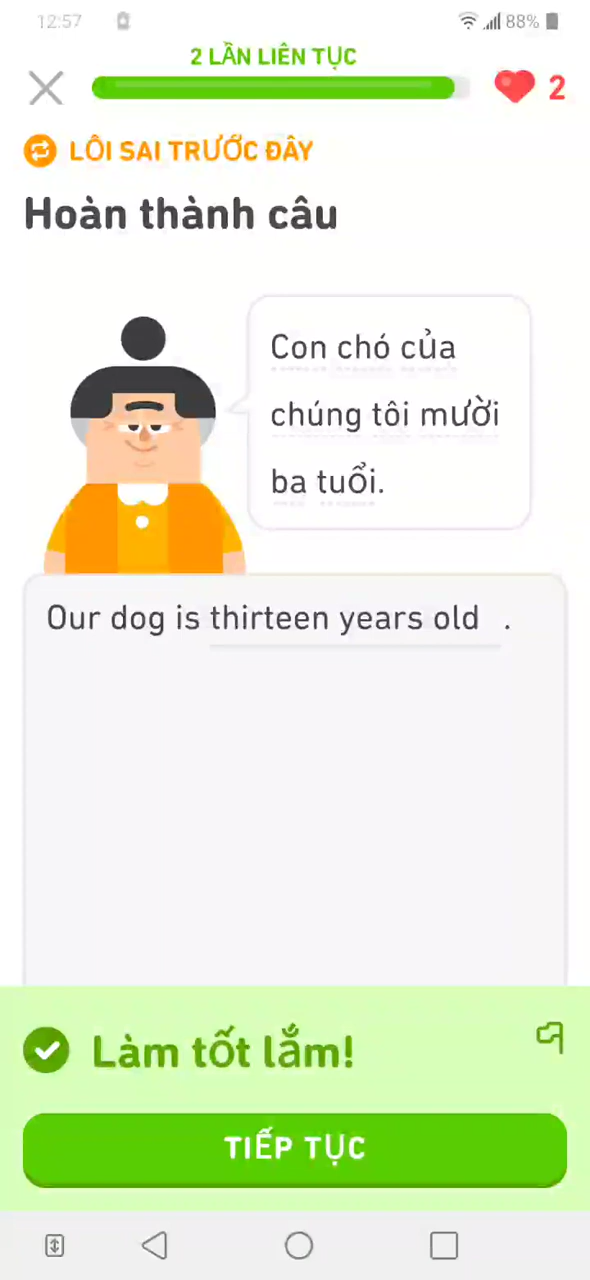 12:57
88%
2 LẦN LIÊN TỤC
2
LỖI SAI TRƯỚC ĐÂY
Hoàn thành câu
Con chó của
chúng tôi mười
ba tuổi.
Our dog is thirteen years old .
Làm tốt lắm!
TIẾP TỤC